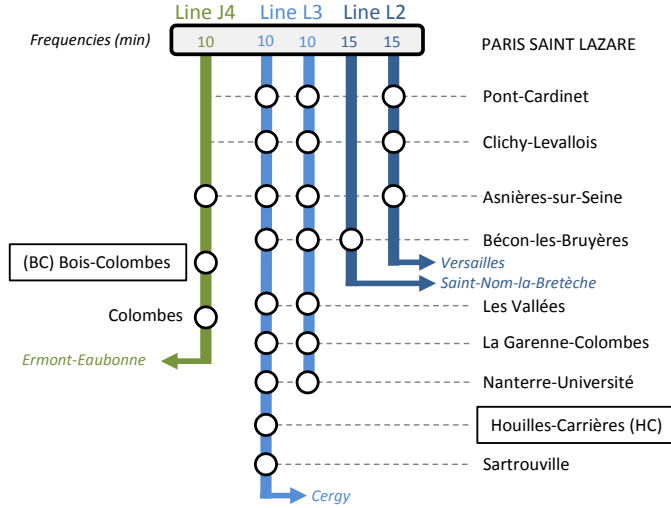 Line J4 Line L3 Line L2
Frequencies (min) 10 10 10 15 15 PARIS SAINT LAZARE
Pont-Cardinet
Clichy-Levallois
Asnières-sur-Seine
Bécon-les-Bruyères
(BC) Bois-Colombes
Versailles
Saint-Nom-la-Bretèche
Les Vallées
Colombes
La Garenne-Colombes
Ermont-Eaubonne
Nanterre-Université
Houilles-Carrières (HC)
Sartrouville
Cergy